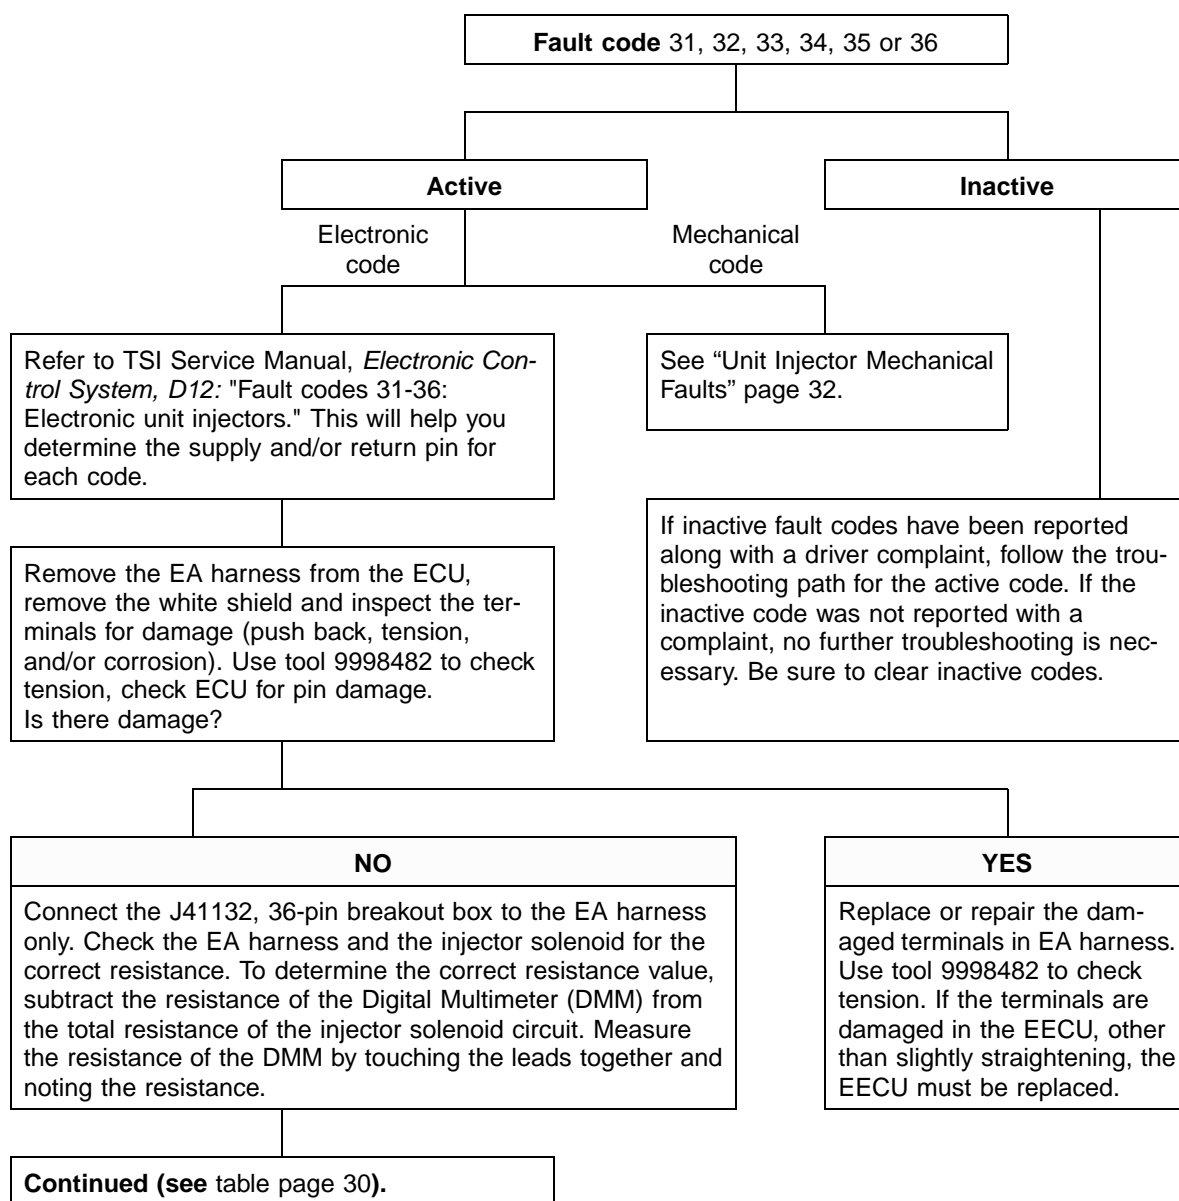 Fault code 31, 32, 33, 34, 35 or 36
Active
Inactive
Electronic
code
Mechanical
code
Refer to TSI Service Manual, Electronic Con-
trol System, D12: "Fault codes 31-36:
Electronic unit injectors." This will help you
determine the supply and/or return pin for
each code.
See “Unit Injector Mechanical
Faults” page 32.
If inactive fault codes have been reported
along with a driver complaint, follow the trou-
bleshooting path for the active code. If the
inactive code was not reported with a
complaint, no further troubleshooting is nec-
essary. Be sure to clear inactive codes.
Remove the EA harness from the ECU,
remove the white shield and inspect the ter-
minals for damage (push back, tension,
and/or corrosion). Use tool 9998482 to check
tension, check ECU for pin damage.
Is there damage?
NO
Connect the J41132, 36-pin breakout box to the EA harness
only. Check the EA harness and the injector solenoid for the
correct resistance. To determine the correct resistance value,
subtract the resistance of the Digital Multimeter (DMM) from
the total resistance of the injector solenoid circuit. Measure
the resistance of the DMM by touching the leads together and
noting the resistance.
YES
Replace or repair the dam-
aged terminals in EA harness.
Use tool 9998482 to check
tension. If the terminals are
damaged in the EECU, other
than slightly straightening, the
EECU must be replaced.
Continued (see table page 30).